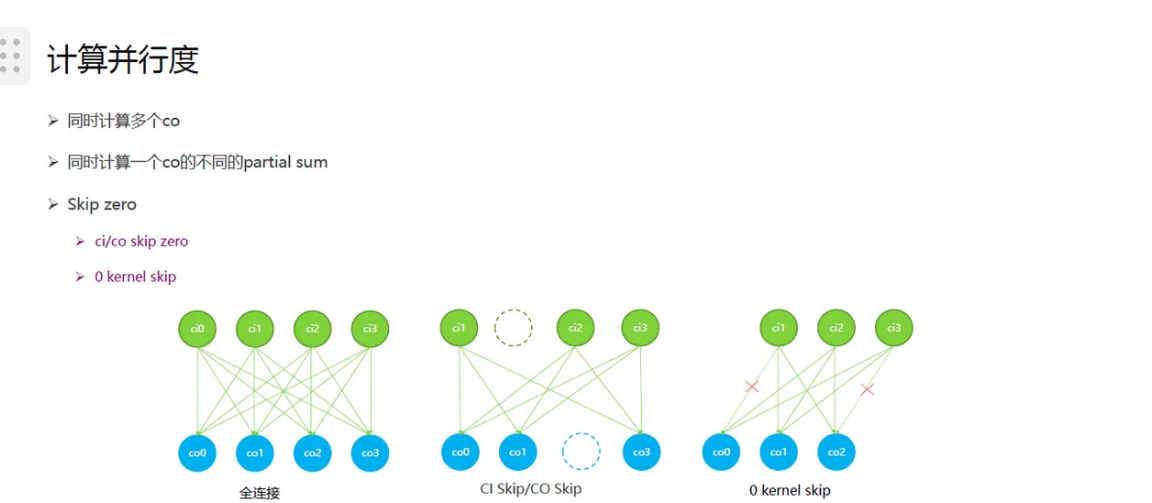 计算并行度
同时计算多个co
同时计算一个co的不同的partial sum
Skip zero
ci/co skip zero
0 kernel skip
ci0 ci1 ci2 ci3
co0 co1 co2 co3
全连接
ci1 ci2 ci3
co0 co1 co3
CI Skip/CO Skip
ci1 ci2 ci3
co0 co1 co2
0 kernel skip